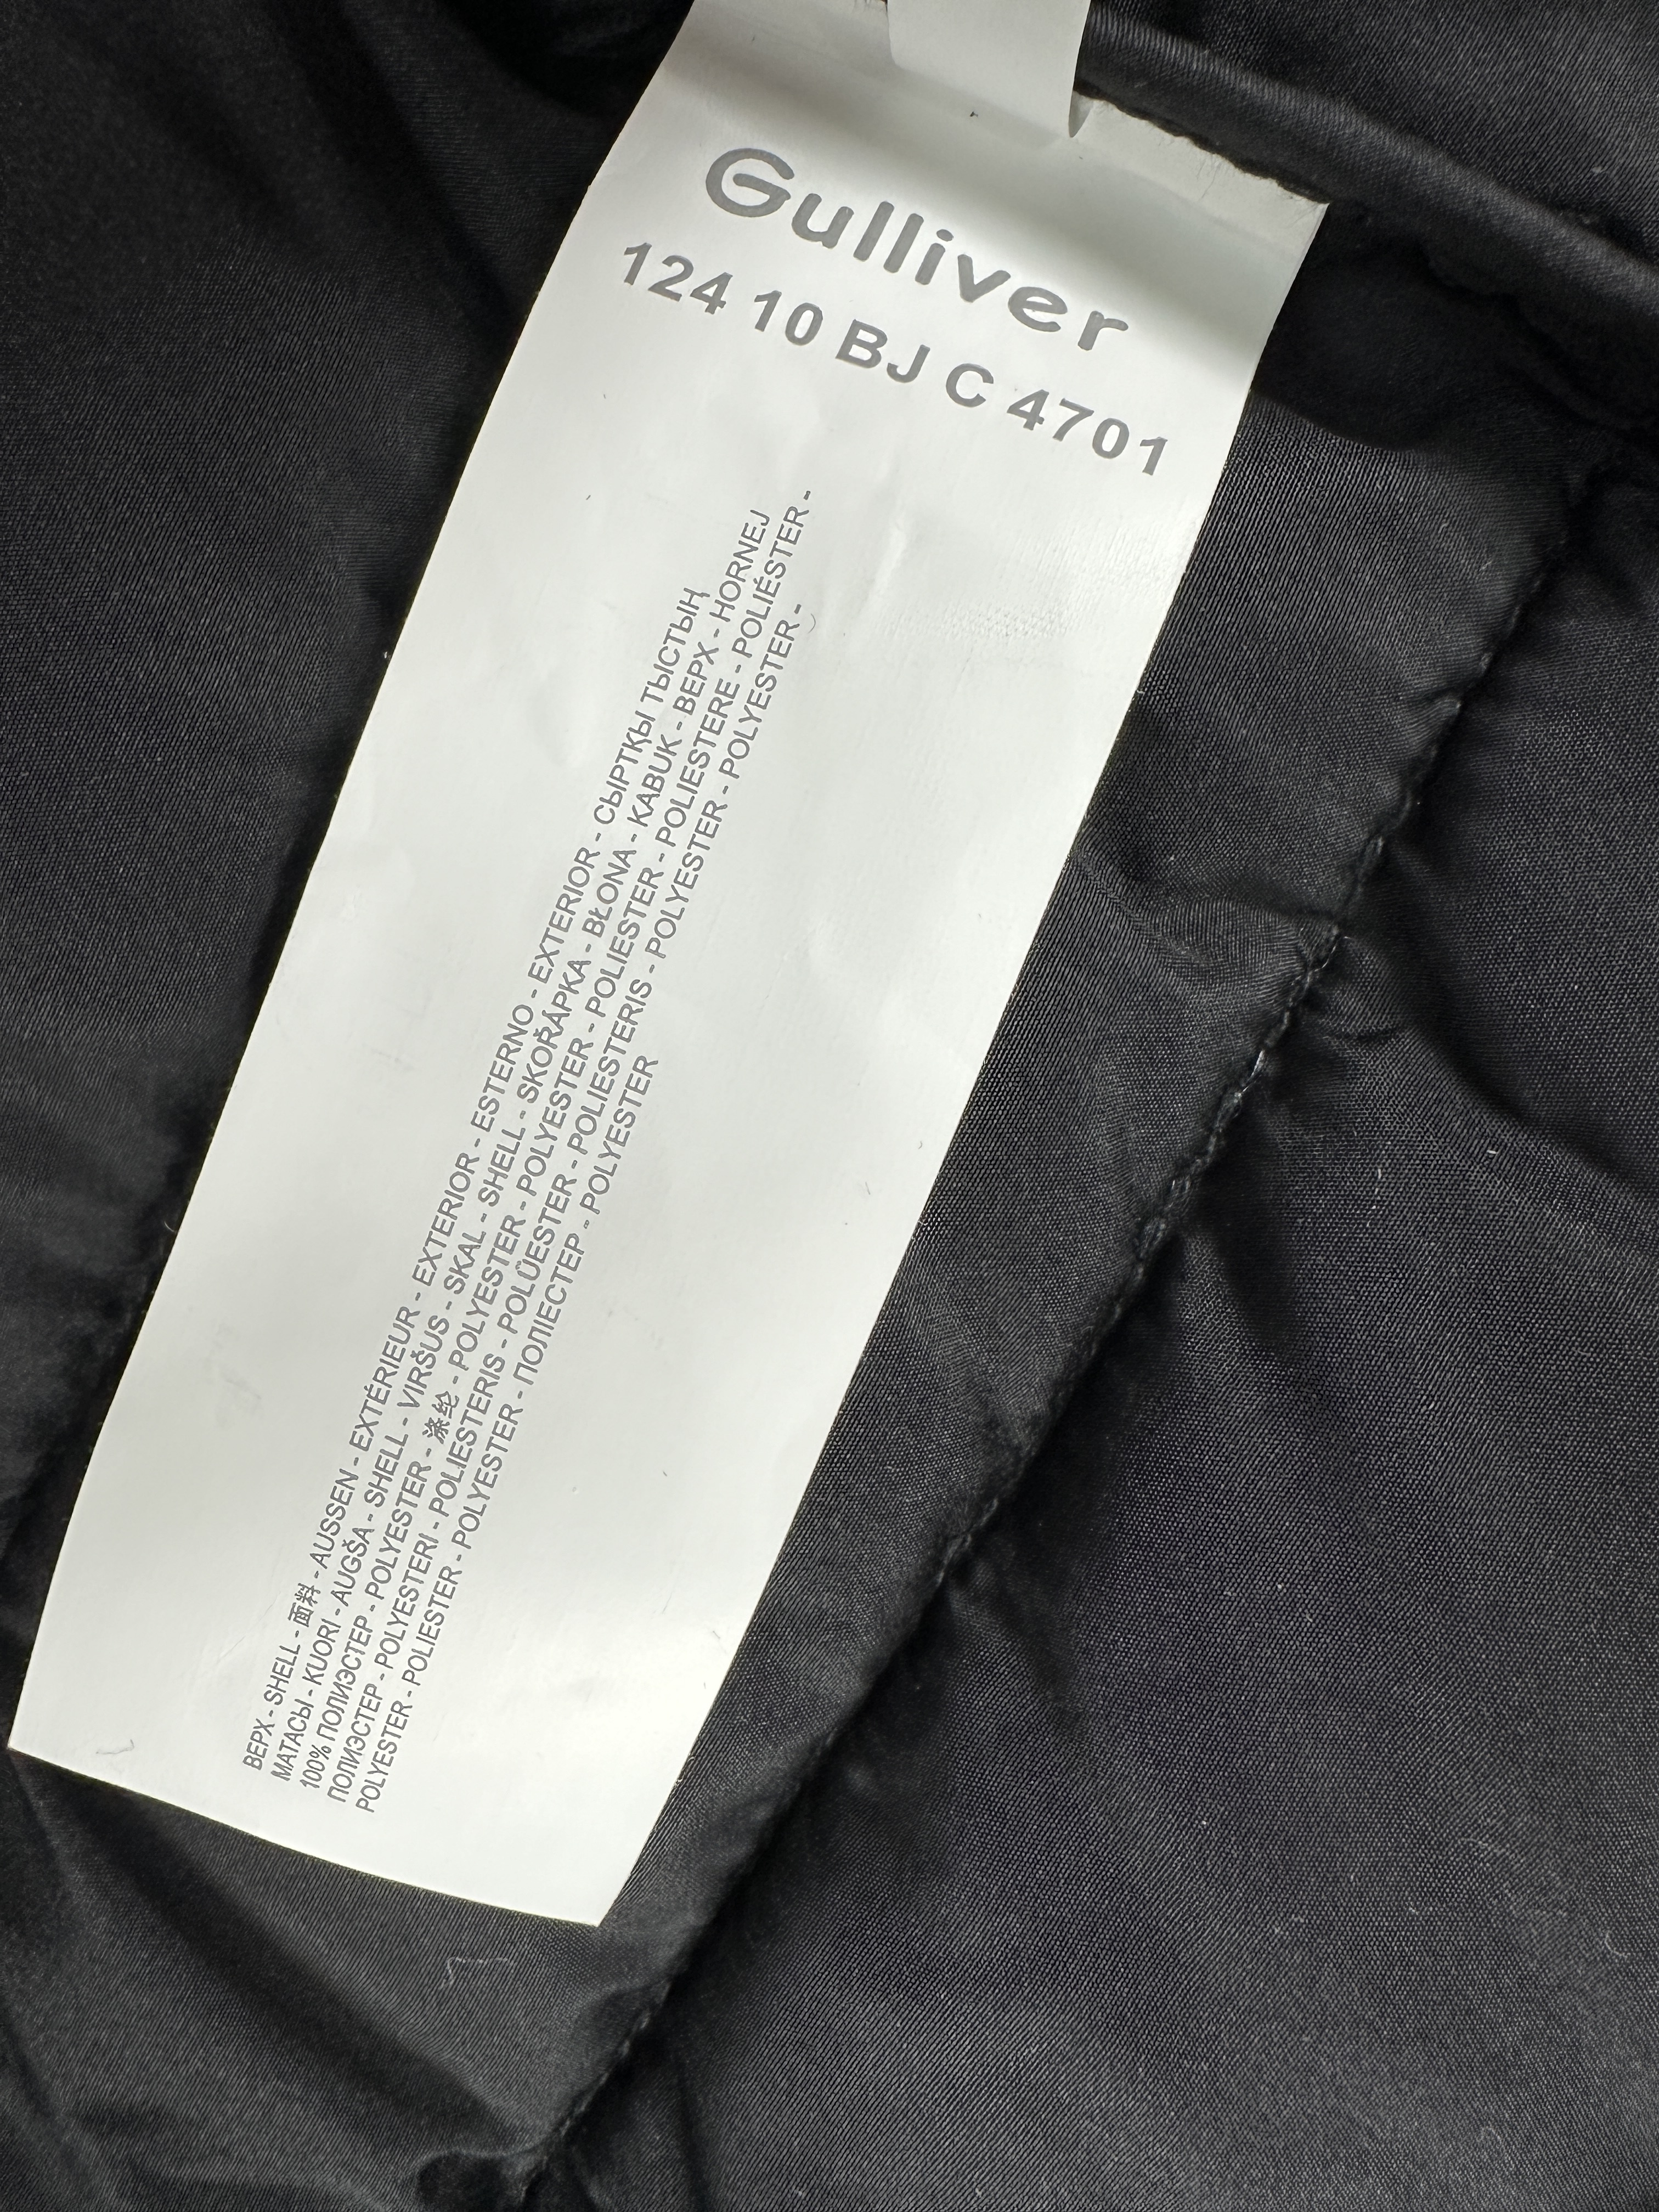 Gulliver
124 10 BJ C 4701
ВЕРХ - SHELL - 面料 - AUSSEN - EXTÉRIEUR - EXTERIOR - ESTERNO - EXTERIOR - СЫРТҚЫ ТЫСТЫҢ
МАТАСЫ - KUORI - AUGŠA - SHELL - VIRŠUS - SKAL - SHELL - SKOŘÁPKA - BŁONA - KABUK - ВЕРХ - HORNEJ
100% ПОЛИЭСТЕР - POLYESTER - 涤纶 - POLYESTER - POLYESTER - POLIESTER - POLIESTERE - POLIÉSTER -
ПОЛИЭСТЕР - POLYESTERI - POLIESTERIS - POLÜESTER - POLIESTERIS - POLYESTER - POLYESTER -
POLYESTER - POLIESTER - POLYESTER - ПОЛІЕСТЕР - POLYESTER